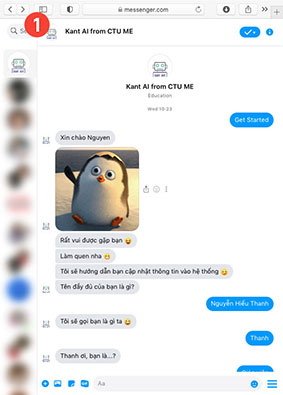 messenger.com
1
Kant AI from CTU ME
Kant AI from CTU ME
Education
Wed 10:23
Get Started
Xin chào Nguyen
Rất vui được gặp bạn
Làm quen nha
Tôi sẽ hướng dẫn bạn cập nhật thông tin vào hệ thống
Tên đầy đủ của bạn là gì?
Nguyễn Hiếu Thanh
Tôi sẽ gọi bạn là gì ta
Thanh
Thanh ơi, bạn là...?
GIF
Aa